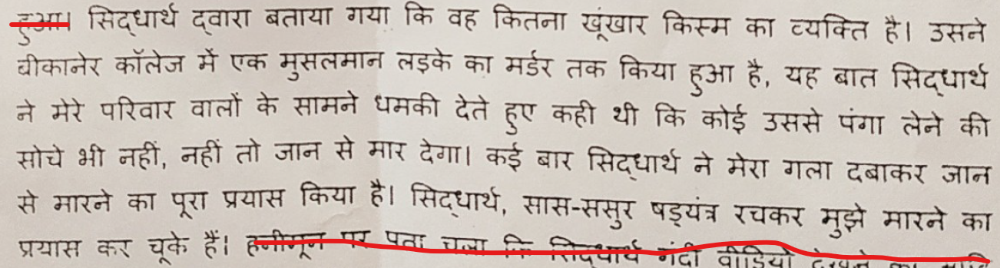 हुआ। सिद्धार्थ द्वारा बताया गया कि वह कितना खूंखार किस्म का व्यक्ति है। उसने
बीकानेर कॉलेज में एक मुसलमान लड़के का मर्डर तक किया हुआ है, यह बात सिद्धार्थ
ने मेरे परिवार वालों के सामने धमकी देते हुए कही थी कि कोई उससे पंगा लेने की
सोचे भी नहीं, नहीं तो जान से मार देगा। कई बार सिद्धार्थ ने मेरा गला दबाकर जान
से मारने का पूरा प्रयास किया है। सिद्धार्थ, सास-ससुर षड्यंत्र रचकर मुझे मारने का
प्रयास कर चूके हैं। हनीमून पर पता चला कि सिद्धार्थ गंदी वीडियो देखने का